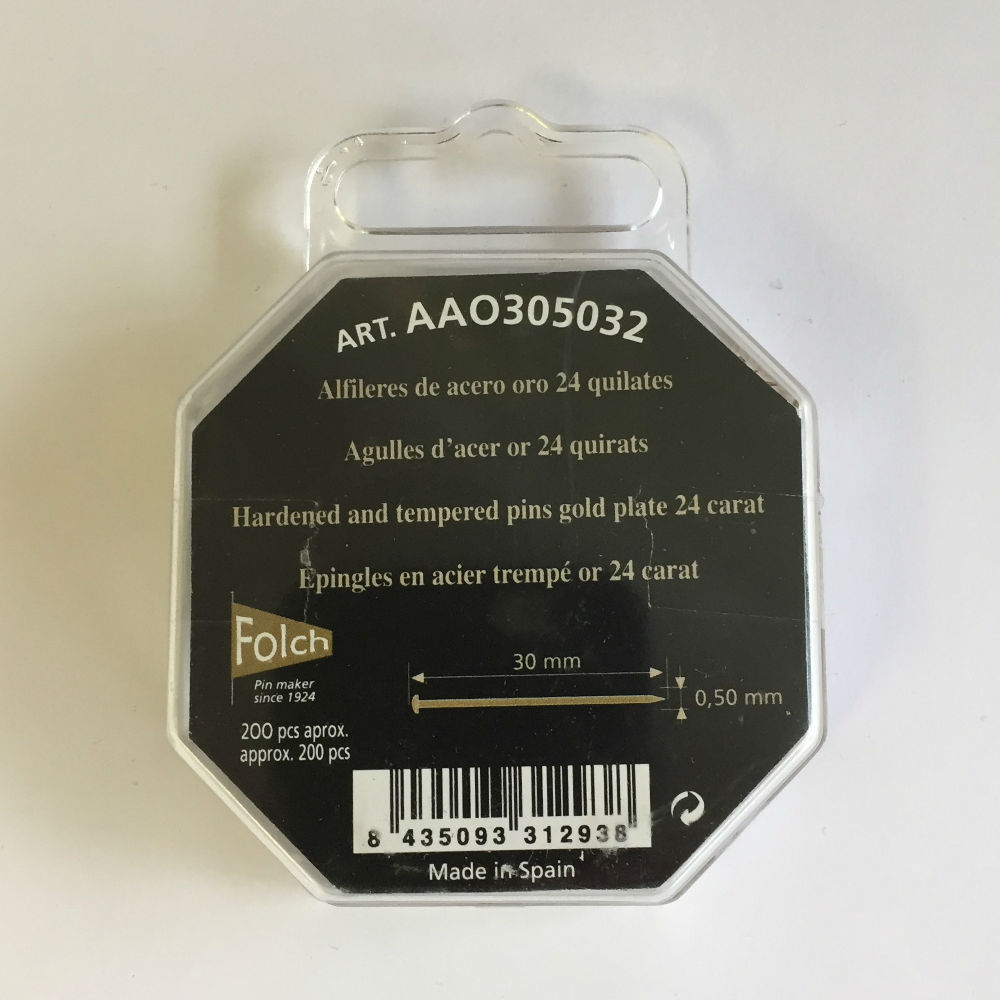 ART. AAO305032
Alfileres de acero oro 24 quilates
Agulles d'acer or 24 quirats
Hardened and tempered pins gold plate 24 carat
Epingles en acier trempé or 24 carat
Folch
Pin maker
since 1924
200 pcs aprox.
approx. 200 pcs
30 mm
0,50 mm
8 435093 312938
Made in Spain